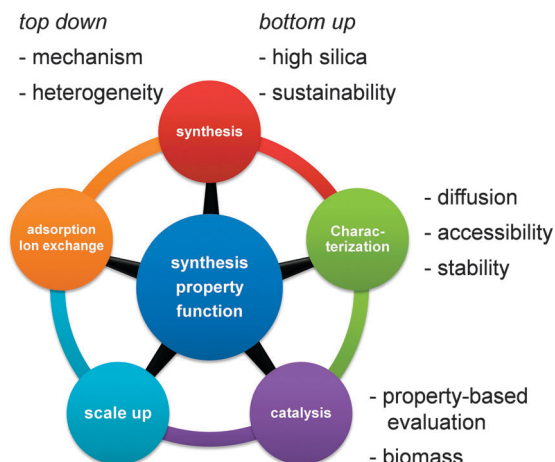 top down
- mechanism
- heterogeneity
bottom up
- high silica
- sustainability
synthesis
adsorption
Ion exchange
Charac-
terization
- diffusion
- accessibility
- stability
synthesis
property
function
scale up
catalysis
- property-based
evaluation
- biomass